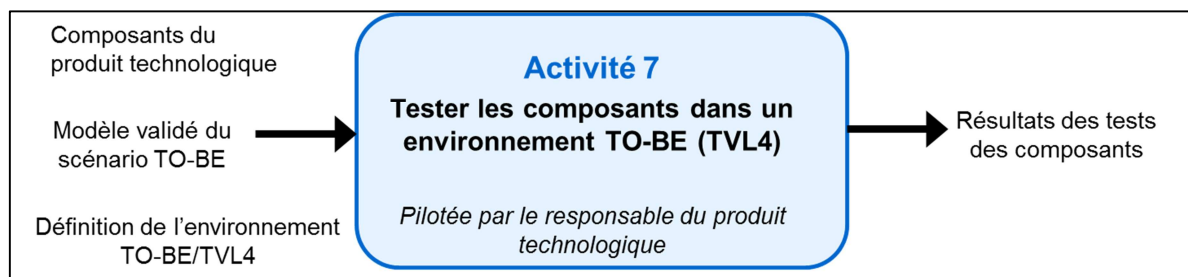 Composants du
produit technologique
Modèle validé du
scénario TO-BE
Définition de l'environnement
TO-BE/TVL4
Activité 7
Tester les composants dans un
environnement TO-BE (TVL4)
Pilotée par le responsable du produit
technologique
Résultats des tests
des composants